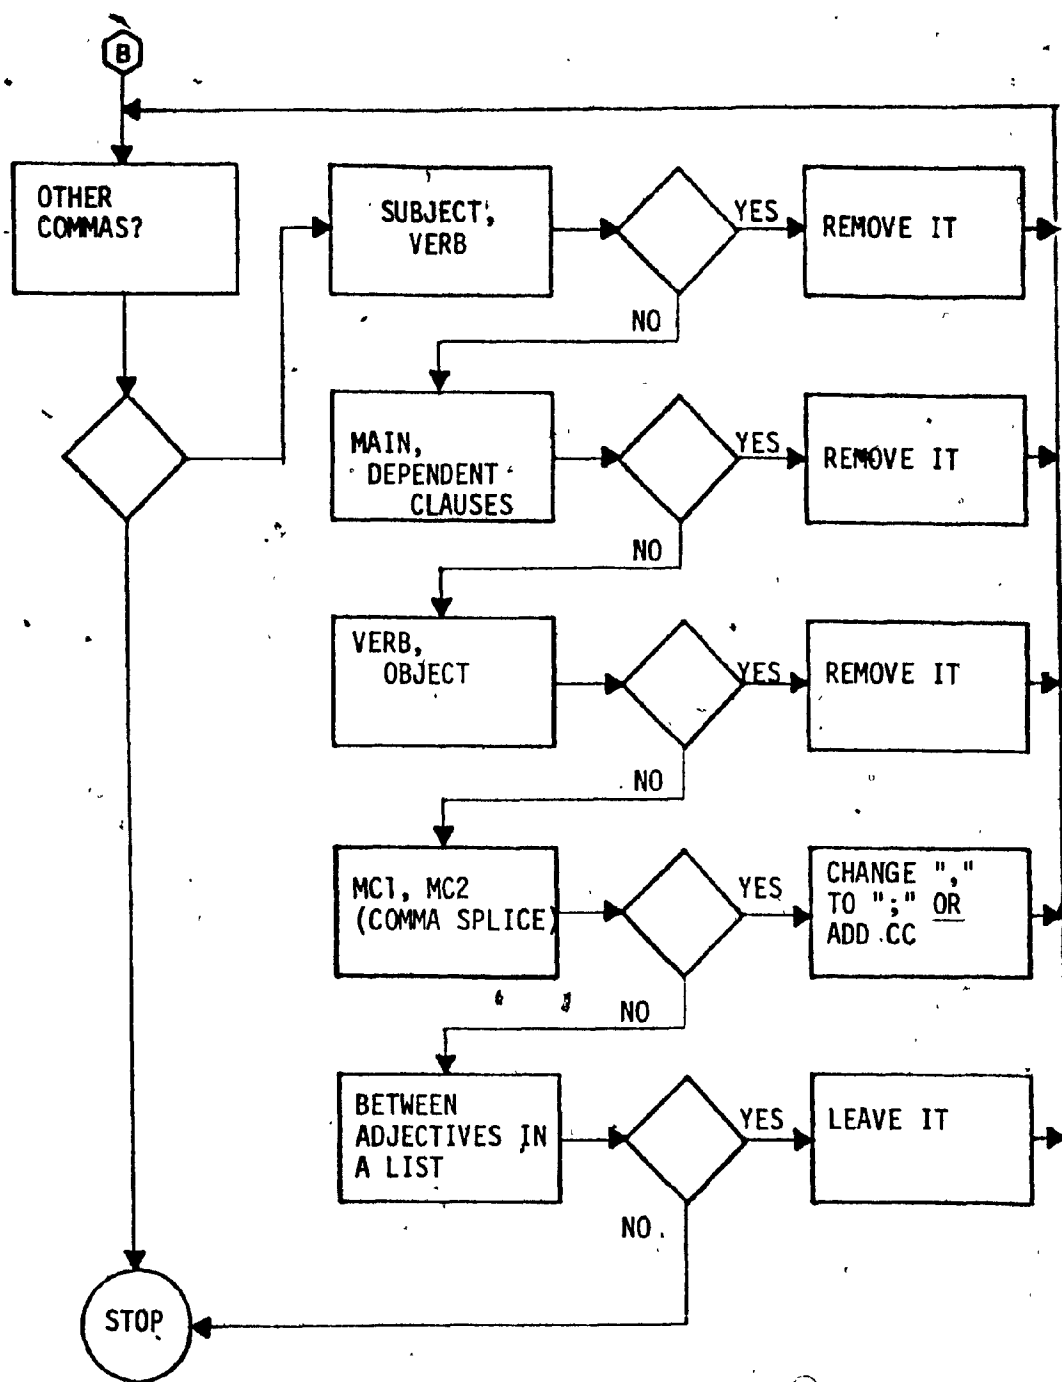 B
OTHER
COMMAS?
SUBJECT,
VERB
YES
REMOVE IT
NO
MAIN,
DEPENDENT
CLAUSES
YES
REMOVE IT
NO
VERB,
OBJECT
YES
REMOVE IT
NO
MC1, MC2
(COMMA SPLICE)
YES
CHANGE ","
TO ";" OR
ADD CC
NO
BETWEEN
ADJECTIVES IN
A LIST
YES
LEAVE IT
NO
STOP